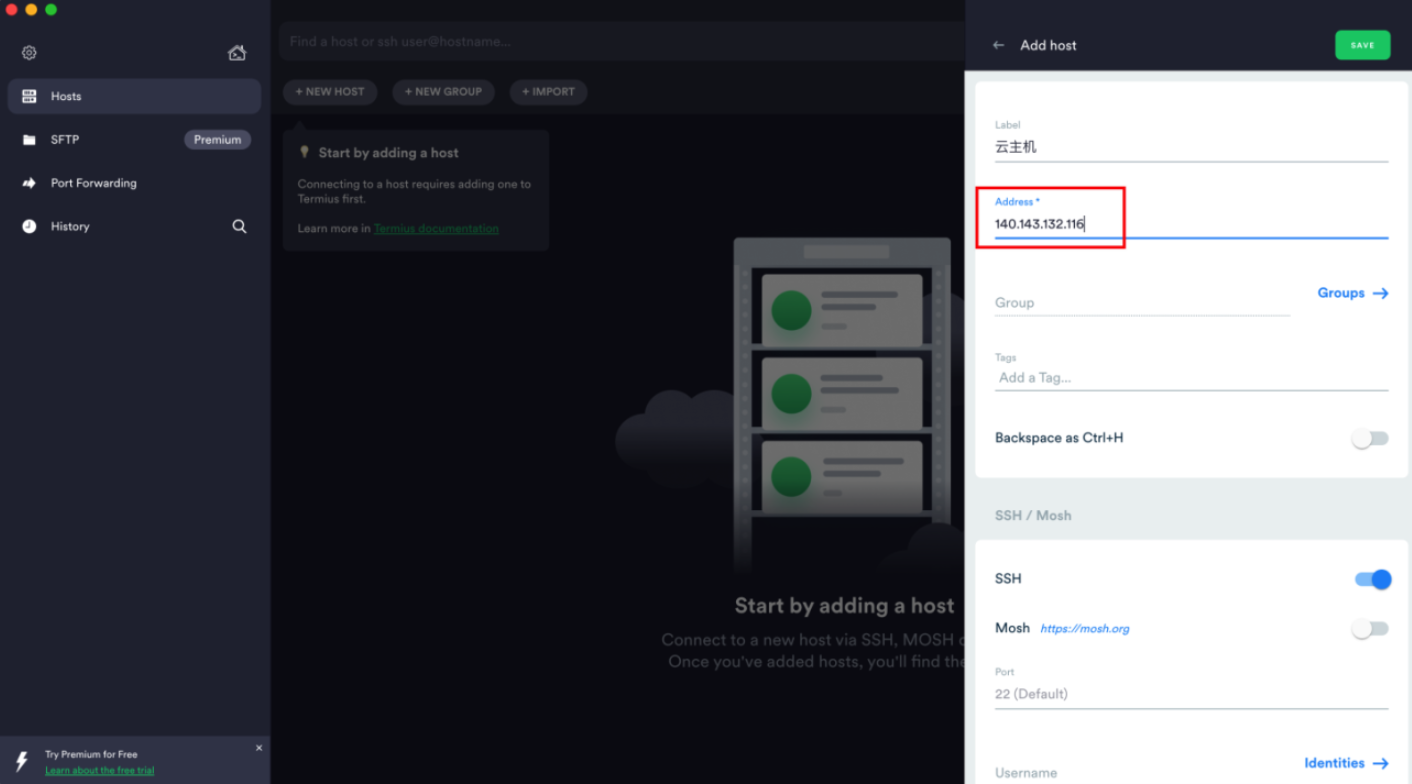 Find a host or ssh user@hostname...
Add host
SAVE
Hosts
+ NEW HOST
+ NEW GROUP
+ IMPORT
SFTP
Premium
Port Forwarding
History
Start by adding a host
Connecting to a host requires adding one to
Termius first.
Learn more in Termius documentation
Start by adding a host
Connect to a new host via SSH, MOSH
Once you've added hosts, you'll find the
Label
云主机
Address *
140.143.132.116
Group
Groups
Tags
Add a Tag...
Backspace as Ctrl+H
SSH / Mosh
SSH
Mosh https://mosh.org
Port
22 (Default)
Identities
Username
Try Premium for Free
Learn about the free trial